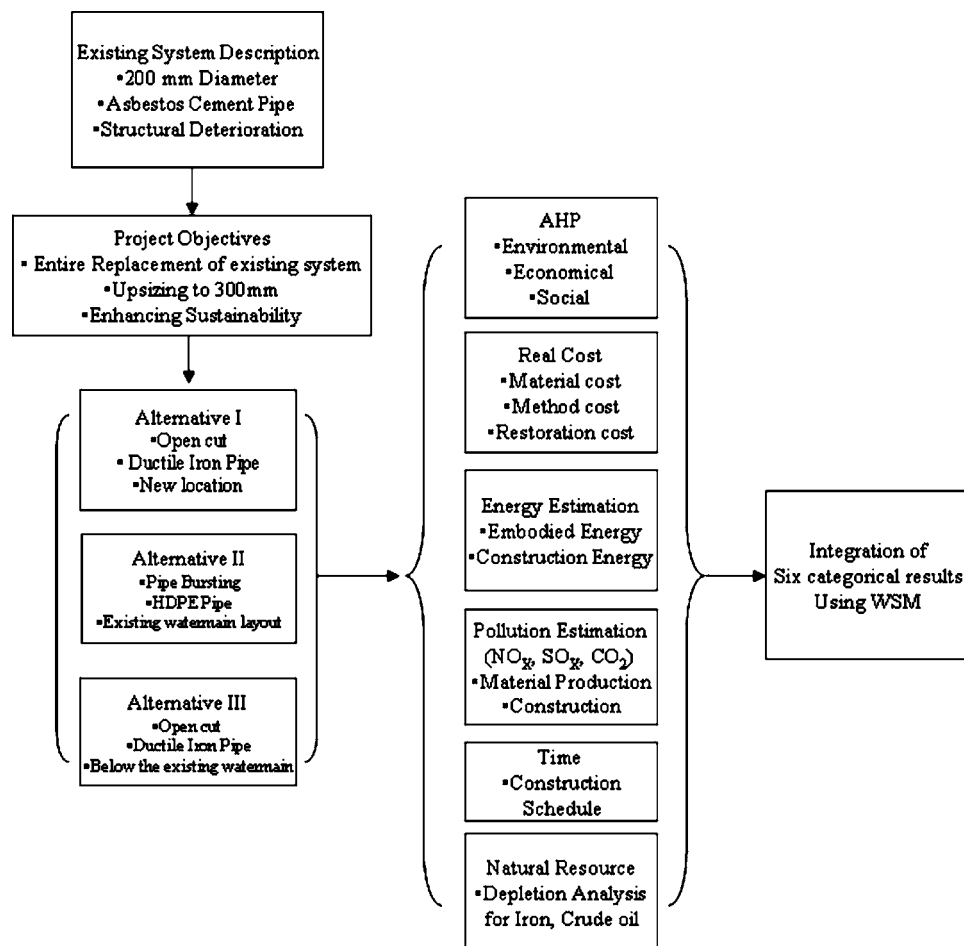 Existing System Description
▪200 mm Diameter
▪Asbestos Cement Pipe
▪Structural Deterioration
Project Objectives
▪ Entire Replacement of existing system
▪Upsizing to 300mm
▪Enhancing Sustainability
Alternative I
▪Open cut
▪Ductile Iron Pipe
▪New location
Alternative II
▪Pipe Bursting
▪HDPE Pipe
▪Existing watermain layout
Alternative III
▪Open cut
▪Ductile Iron Pipe
▪Below the existing watermain
AHP
▪Environmental
▪Economical
▪Social
Real Cost
▪Material cost
▪Method cost
▪Restoration cost
Energy Estimation
▪Embodied Energy
▪Construction Energy
Pollution Estimation
(NOX, SOX, CO2)
▪Material Production
▪Construction
Time
▪Construction
Schedule
Natural Resource
▪Depletion Analysis
for Iron, Crude oil
Integration of
Six categorical results
Using WSM